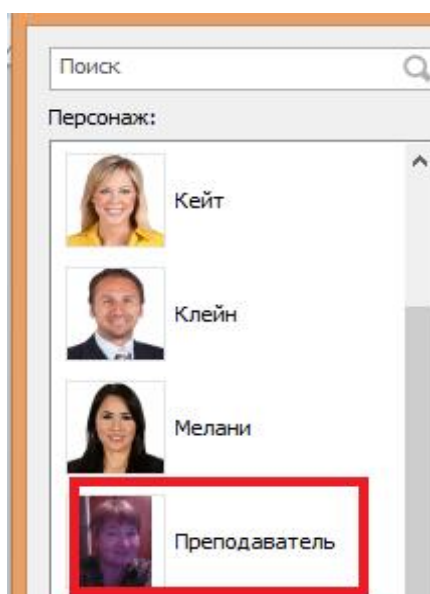 Поиск
Персонаж:
Кейт
Клейн
Мелани
Преподаватель